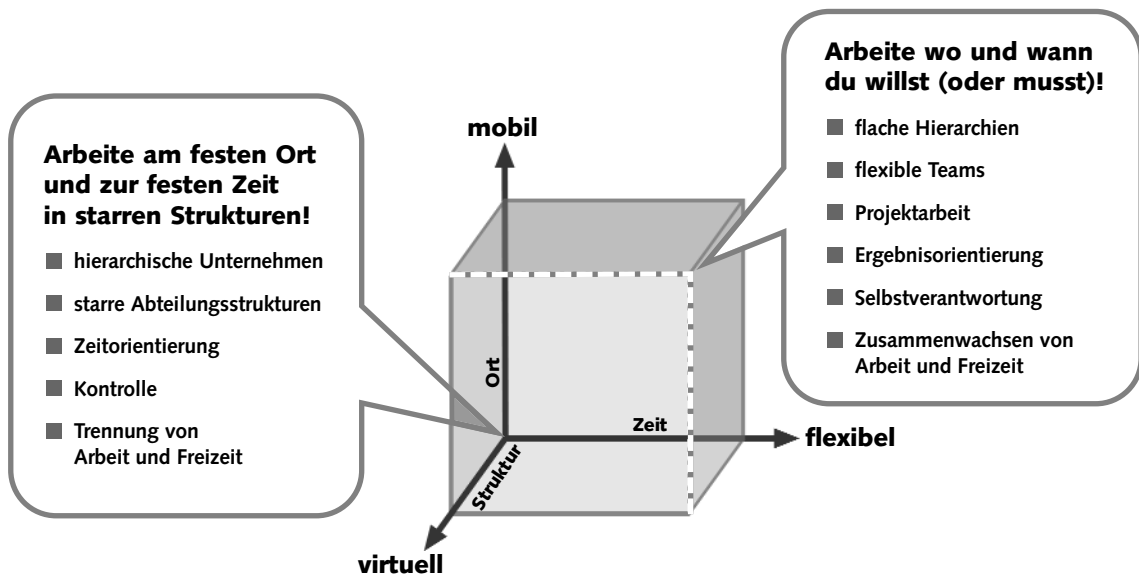 Arbeite am festen Ort
und zur festen Zeit
in starren Strukturen!
hierarchische Unternehmen
starre Abteilungsstrukturen
Zeitorientierung
Kontrolle
Trennung von
Arbeit und Freizeit
mobil
Ort
Zeit
flexibel
Struktur
virtuell
Arbeite wo und wann
du willst (oder musst)!
flache Hierarchien
flexible Teams
Projektarbeit
Ergebnisorientierung
Selbstverantwortung
Zusammenwachsen von
Arbeit und Freizeit